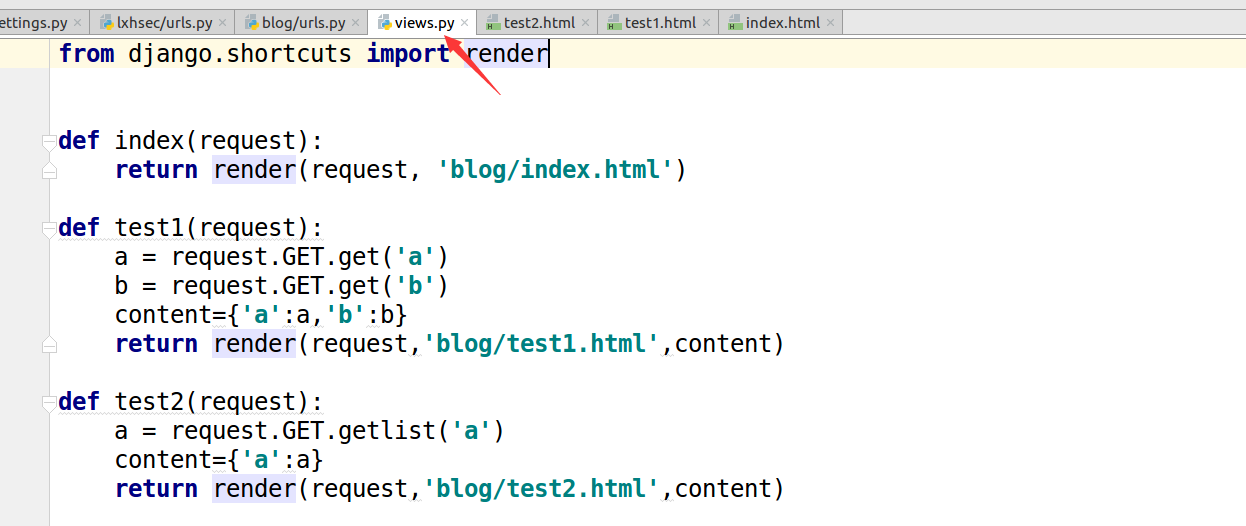 ettings.py lxhsec/urls.py blog/urls.py views.py test2.html test1.html index.html
from django.shortcuts import render
def index(request):
    return render(request, 'blog/index.html')
def test1(request):
    a = request.GET.get('a')
    b = request.GET.get('b')
    content={'a':a,'b':b}
    return render(request,'blog/test1.html',content)
def test2(request):
    a = request.GET.getlist('a')
    content={'a':a}
    return render(request,'blog/test2.html',content)